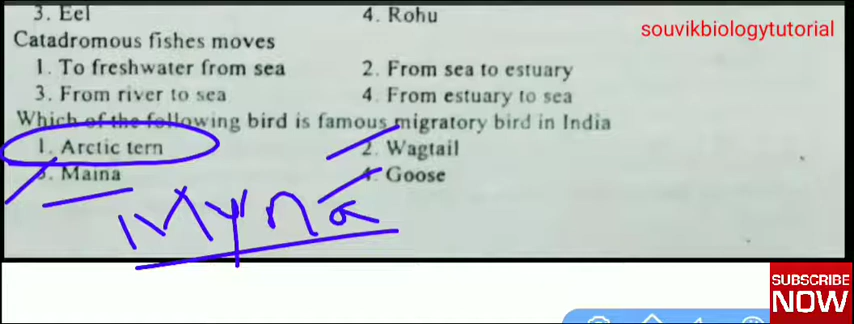 3. Eel 4. Rohu
souvikbiologytutorial
Catadromous fishes moves
1. To freshwater from sea 2. From sea to estuary
3. From river to sea 4. From estuary to sea
Which of the following bird is famous migratory bird in India
1. Arctic tern 2. Wagtail
3. Maina 4. Goose
Myna
SUBSCRIBE
NOW